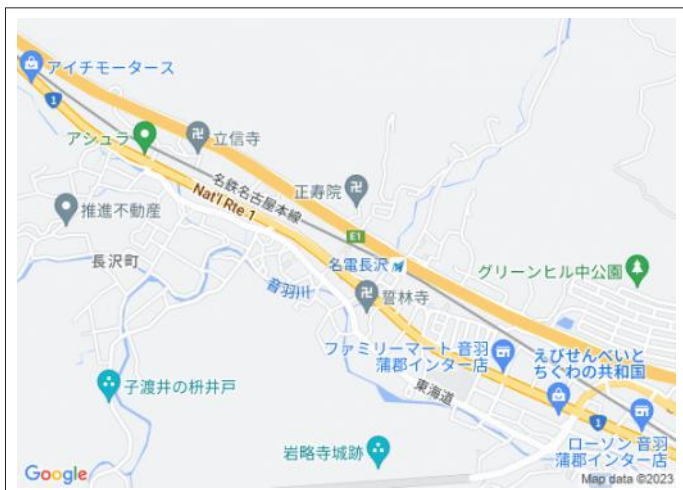 アイチモータース
1
アシュラ
立信寺
名鉄名古屋本線
Nat'l Rte 1
正寿院
推進不動産
E1
長沢町
名電長沢
グリーンヒル中公園
音羽川
誓林寺
ファミリーマート 音羽
蒲郡インター店
えびせんべいと
ちくわの共和国
東海道
子渡井の枡井戸
1
ローソン 音羽
蒲郡インター店
岩略寺城跡
Google
Map data ©2023